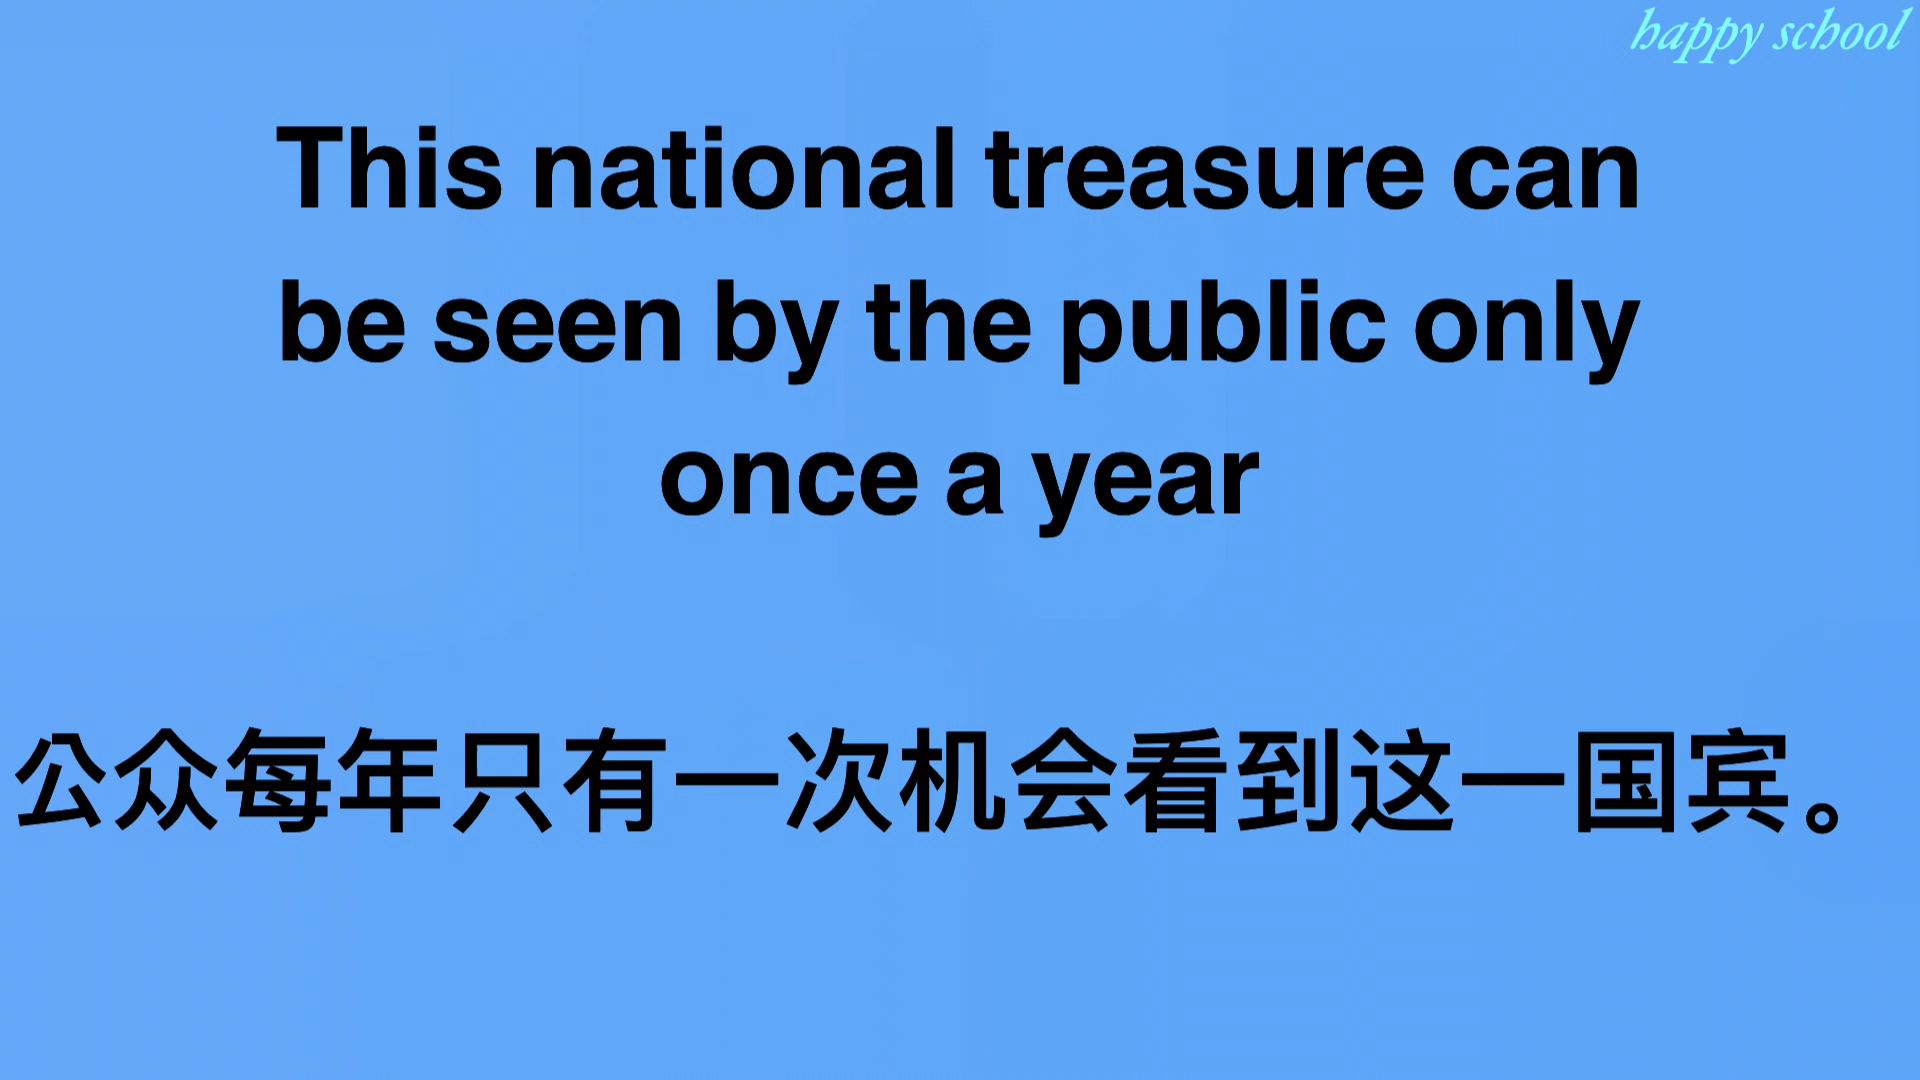 happy school
This national treasure can
be seen by the public only
once a year
公众每年只有一次机会看到这一国宾。